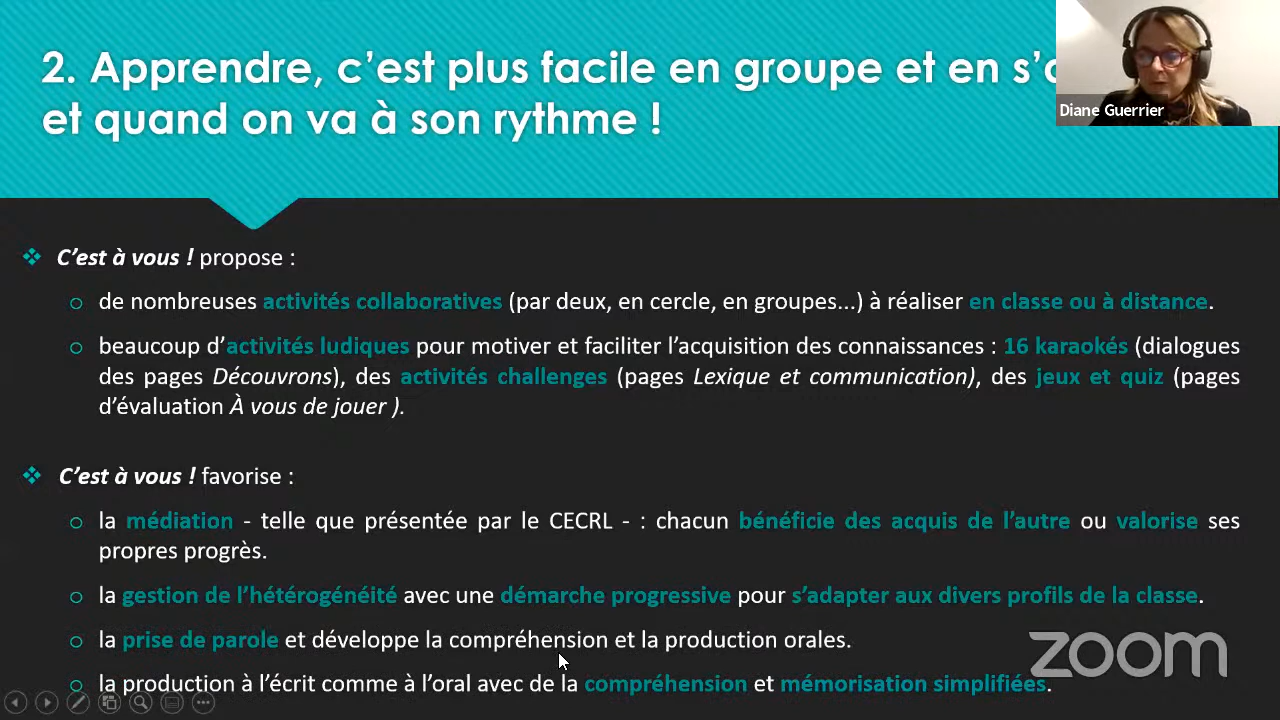 2. Apprendre, c’est plus facile en groupe et en
et quand on va à son rythme !
Diane Guerrier
C’est à vous ! propose :
de nombreuses activités collaboratives (par deux, en cercle, en groupes...) à réaliser en classe ou à distance.
beaucoup d’activités ludiques pour motiver et faciliter l’acquisition des connaissances : 16 karaokés (dialogues
des pages Découvrons), des activités challenges (pages Lexique et communication), des jeux et quiz (pages
d’évaluation À vous de jouer ).
C’est à vous ! favorise :
la médiation - telle que présentée par le CECRL - : chacun bénéficie des acquis de l’autre ou valorise ses
propres progrès.
la gestion de l’hétérogénéité avec une démarche progressive pour s’adapter aux divers profils de la classe.
la prise de parole et développe la compréhension et la production orales.
la production à l’écrit comme à l’oral avec de la compréhension et mémorisation simplifiées.
zoom